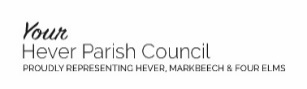 Your
Hever Parish Council
PROUDLY REPRESENTING HEVER, MARKBEECH & FOUR ELMS